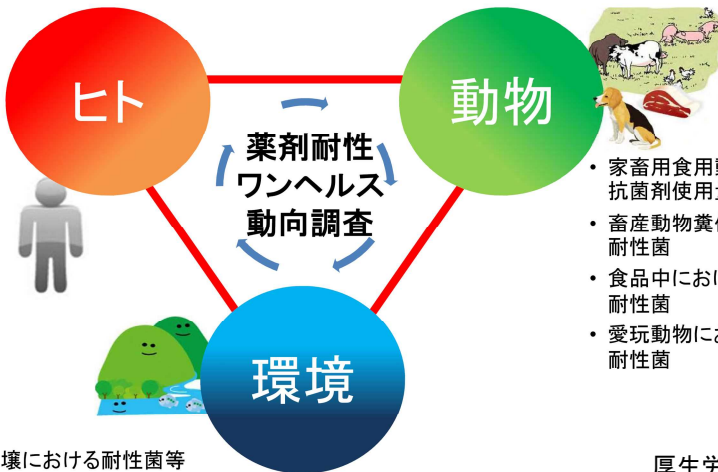 ヒト
動物
薬剤耐性
ワンヘルス
動向調査
環境
• 家畜用食用
抗菌剤使用
• 畜産動物糞
耐性菌
• 食品中にお
耐性菌
• 愛玩動物に
耐性菌
壌における耐性菌等
厚生